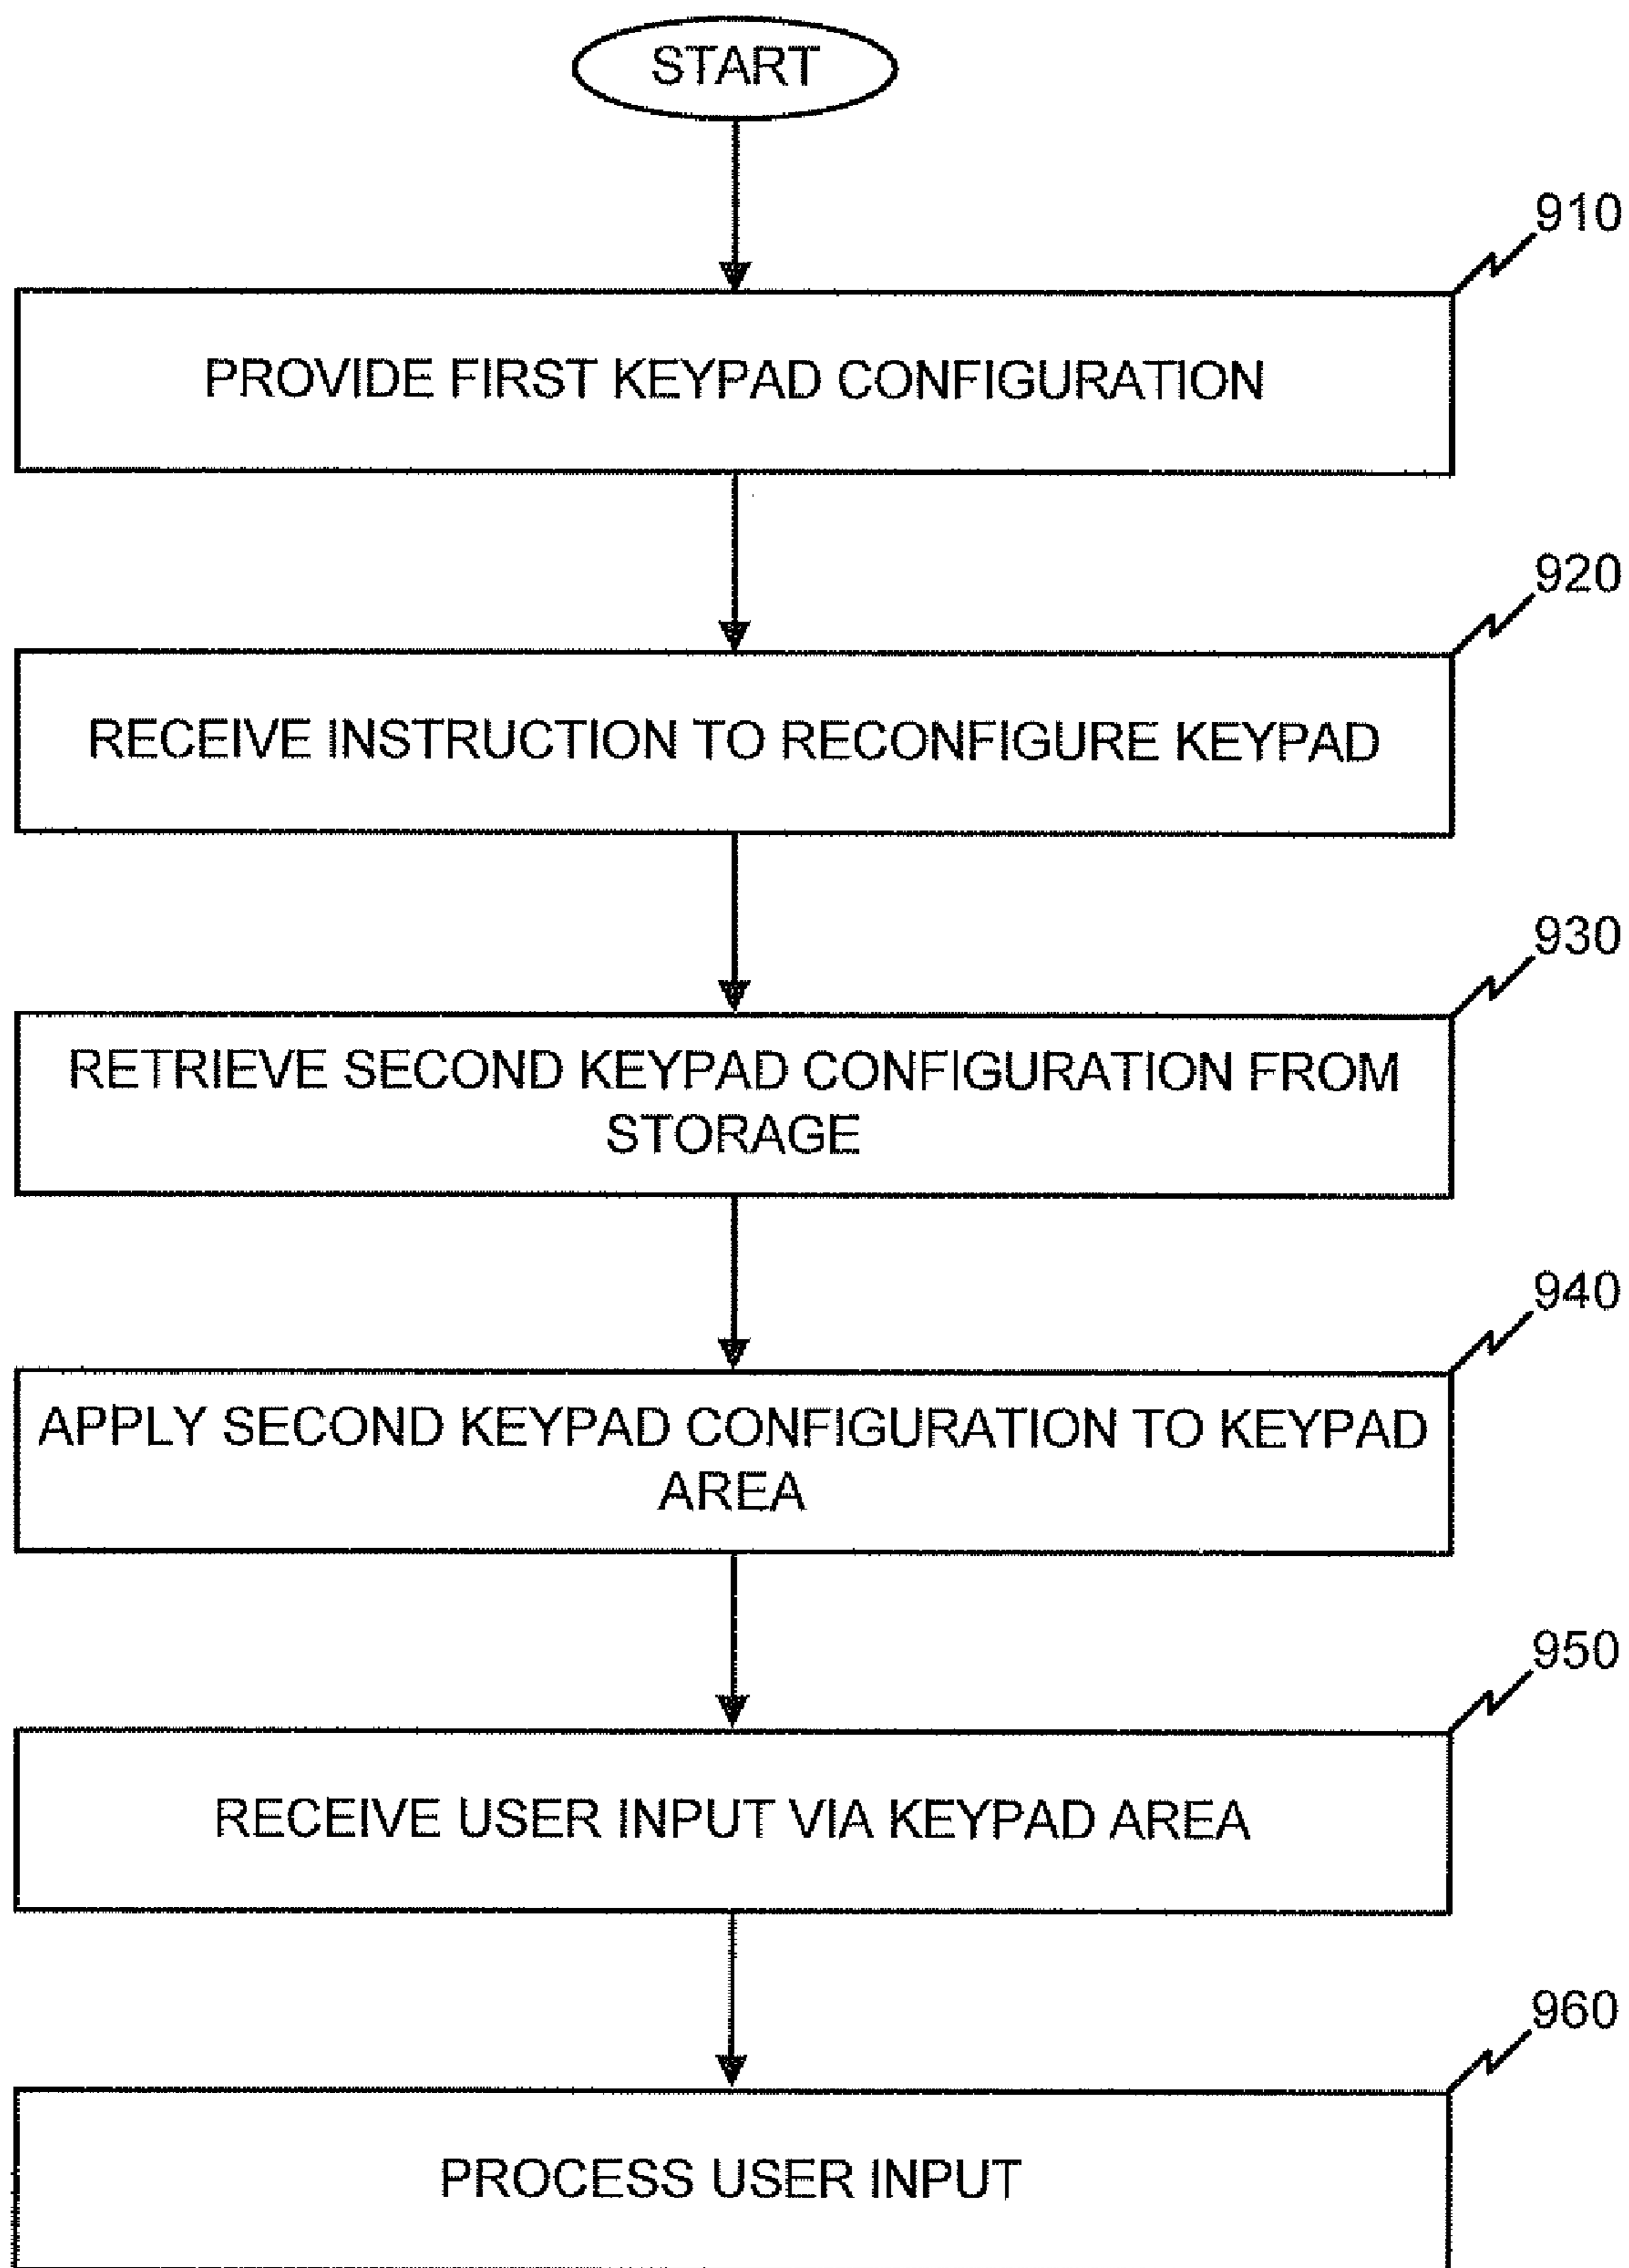 START
910
PROVIDE FIRST KEYPAD CONFIGURATION
920
RECEIVE INSTRUCTION TO RECONFIGURE KEYPAD
930
RETRIEVE SECOND KEYPAD CONFIGURATION FROM
STORAGE
940
APPLY SECOND KEYPAD CONFIGURATION TO KEYPAD
AREA
950
RECEIVE USER INPUT VIA KEYPAD AREA
960
PROCESS USER INPUT